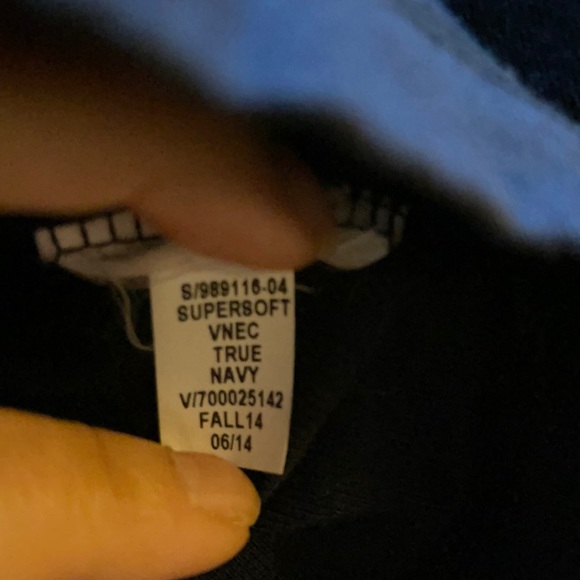 S/989116-04
SUPERSOFT
VNEC
TRUE
NAVY
V/700025142
FALL14
06/14